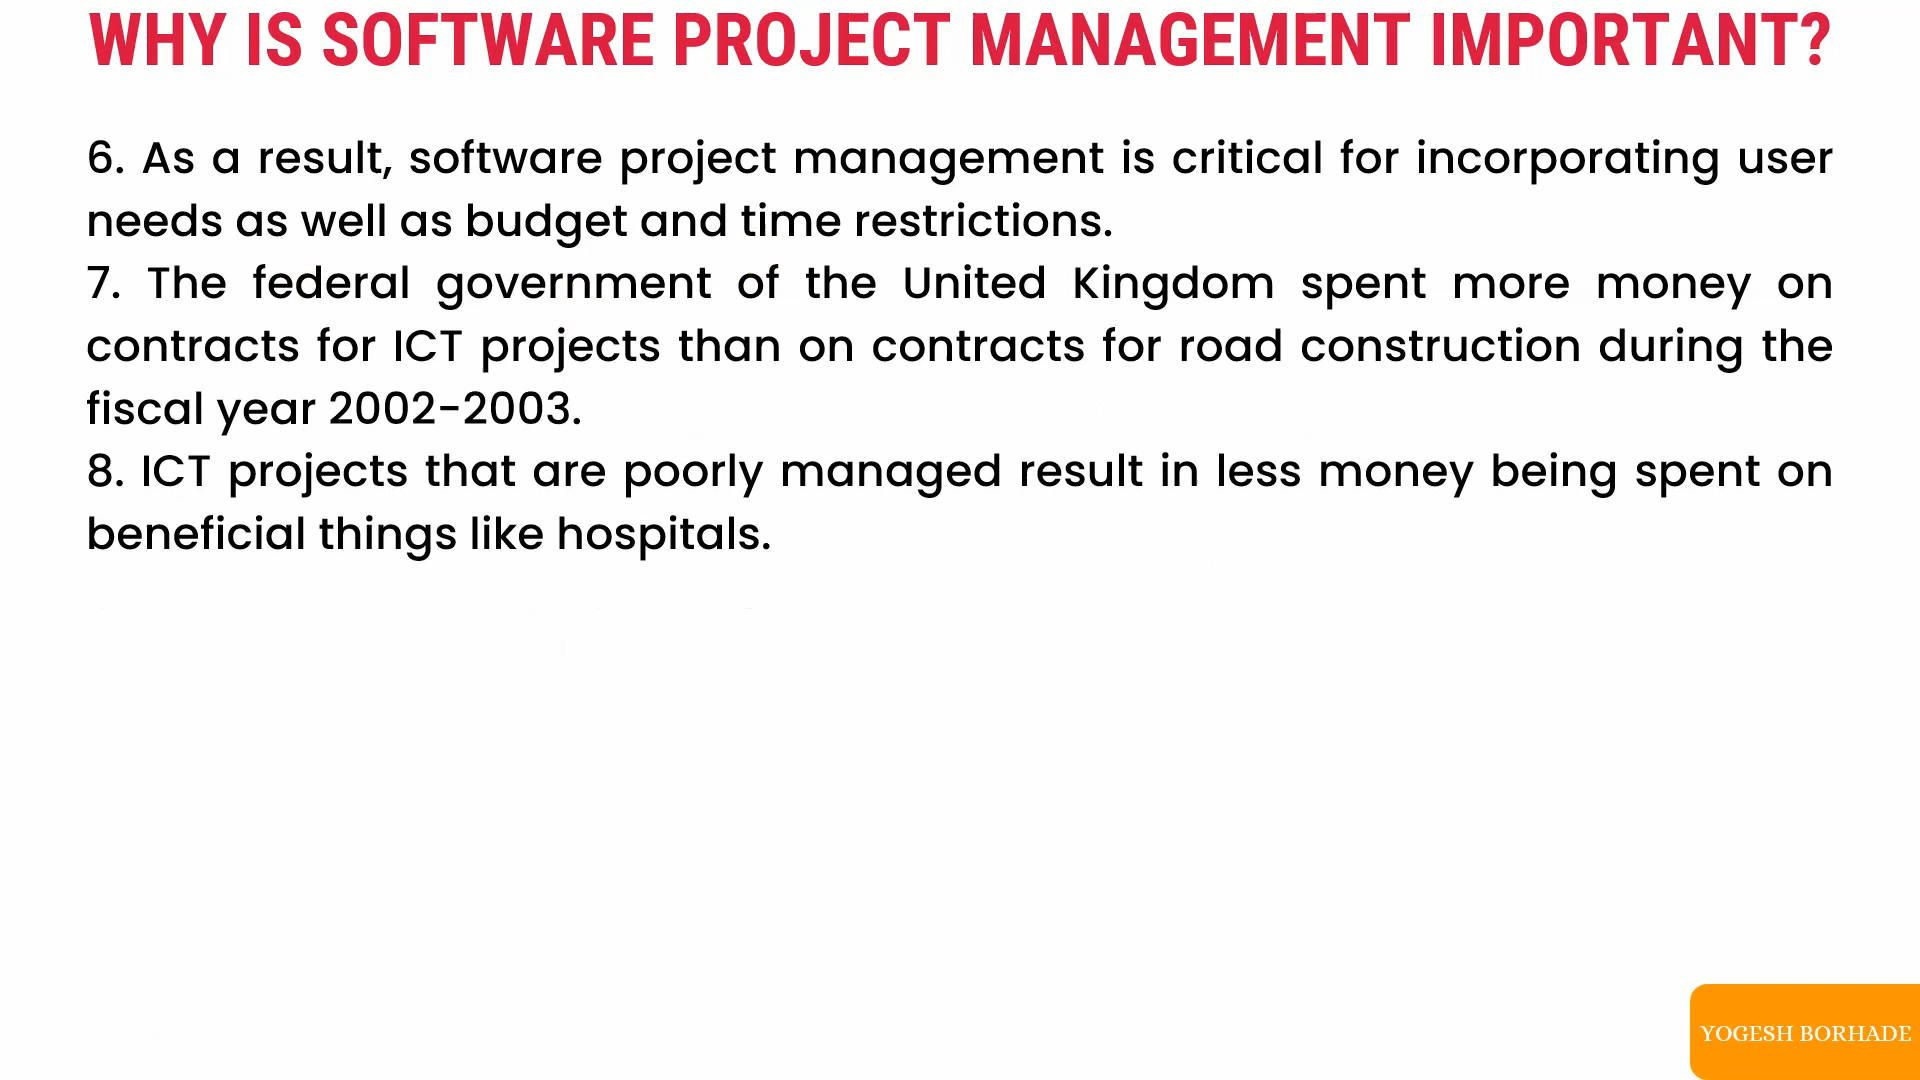 WHY IS SOFTWARE PROJECT MANAGEMENT IMPORTANT?
6. As a result, software project management is critical for incorporating user
needs as well as budget and time restrictions.
7. The federal government of the United Kingdom spent more money on
contracts for ICT projects than on contracts for road construction during the
fiscal year 2002-2003.
8. ICT projects that are poorly managed result in less money being spent on
beneficial things like hospitals.
YOGESH BORHADE